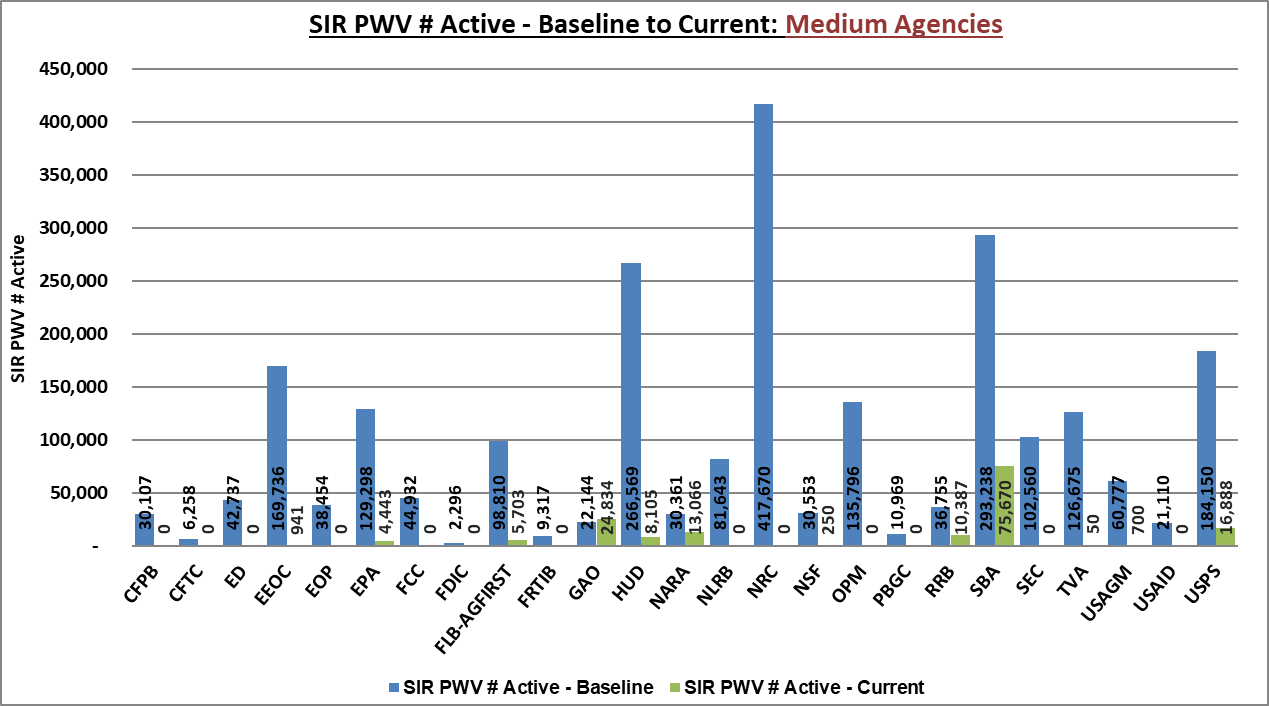 SIR PWV # Active - Baseline to Current: Medium Agencies
450,000
400,000
350,000
300,000
250,000
200,000
150,000
100,000
50,000
-
SIR PWV # Active
30,107
0
6,258
0
42,737
0
169,736
941
38,454
0
129,298
4,443
44,932
0
2,296
0
98,810
5,703
9,317
0
22,144
24,834
266,569
8,105
30,361
13,066
81,643
0
417,670
0
30,553
250
135,796
0
10,969
0
36,755
10,387
293,238
75,670
102,560
0
126,675
50
60,777
700
21,110
0
184,150
16,888
CFPB
CFTC
ED
EEOC
EOP
EPA
FCC
FDIC
FLB-AGFIRST
FRTIB
GAO
HUD
NARA
NLRB
NRC
NSF
OPM
PBGC
RRB
SBA
SEC
TVA
USAGM
USAID
USPS
SIR PWV # Active - Baseline
SIR PWV # Active - Current